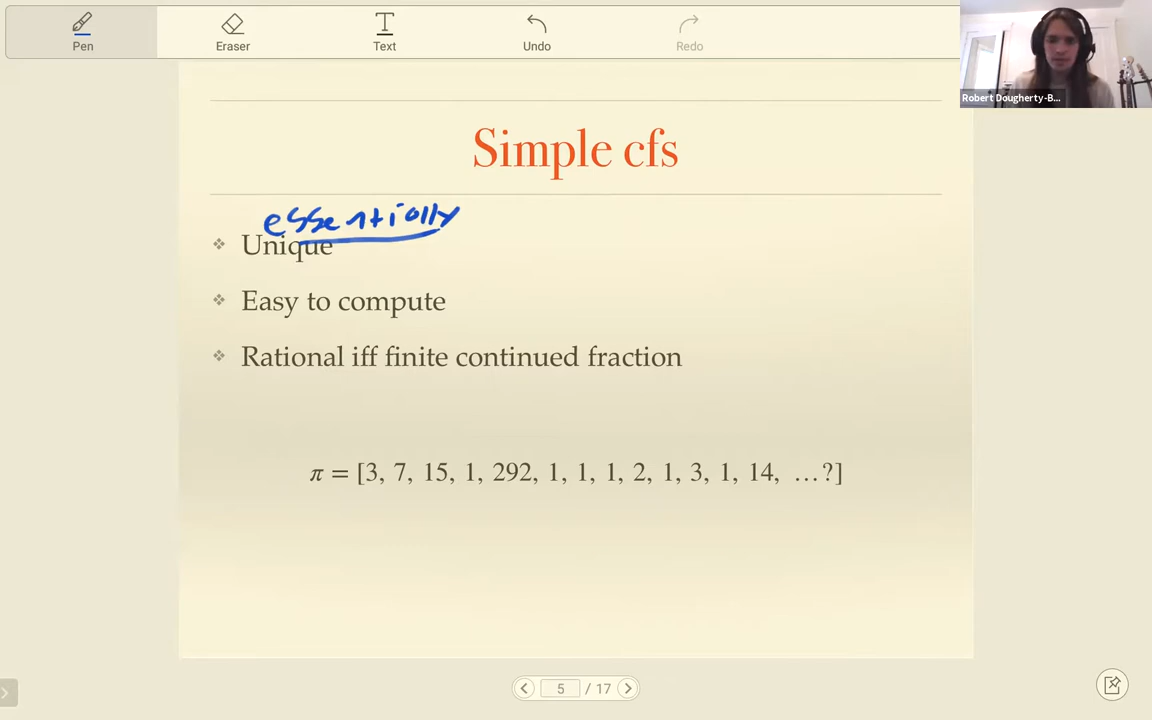 Pen
Eraser
Text
Undo
Redo
Robert Dougherty-B...
Simple cfs
essentially
Unique
Easy to compute
Rational iff finite continued fraction
π = [3, 7, 15, 1, 292, 1, 1, 1, 2, 1, 3, 1, 14, …?]
5 / 17